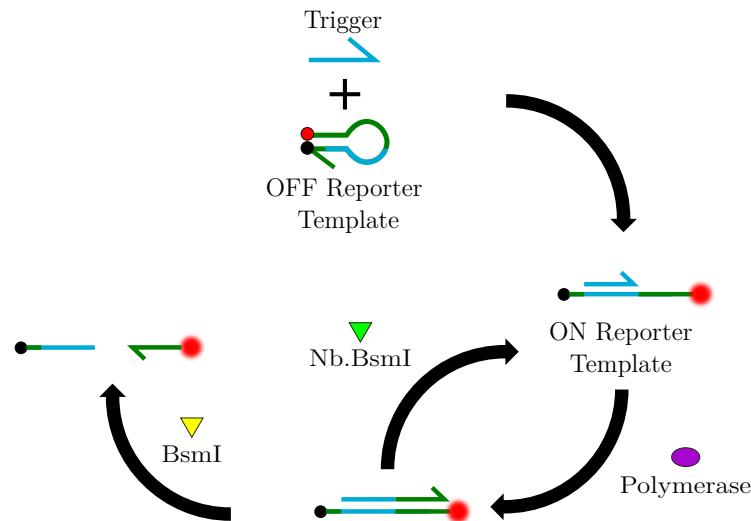 Trigger
OFF Reporter
Template
ON Reporter
Template
Nb.BsmI
BsmI
Polymerase